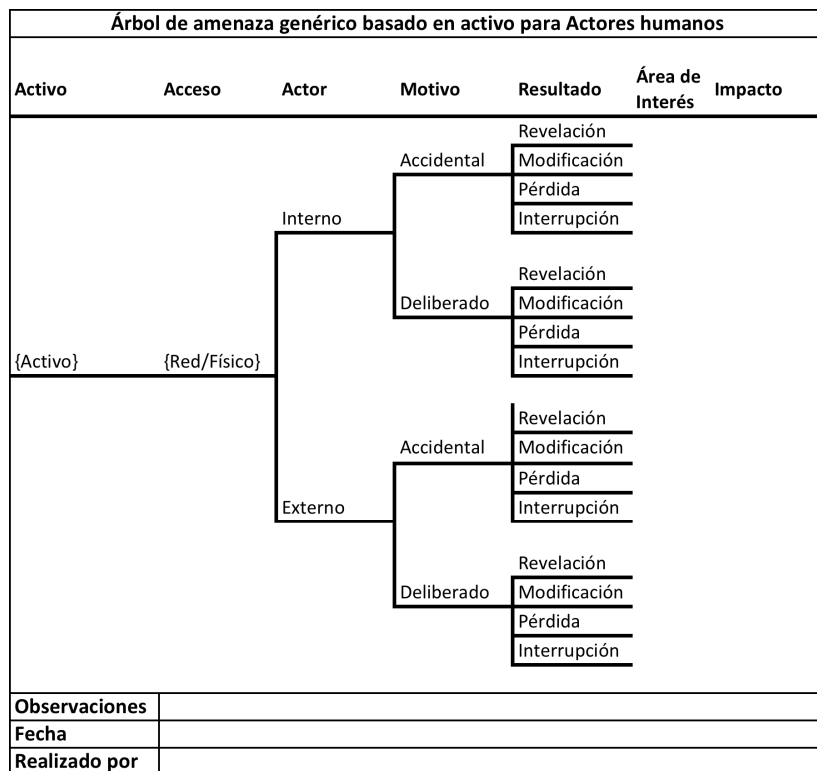 Árbol de amenaza genérico basado en activo para Actores humanos
Activo Acceso Actor Motivo Resultado Área de Interés Impacto
Revelación
Accidental Modificación
Pérdida
Interno Interrupción
Revelación
Deliberado Modificación
Pérdida
{Activo} {Red/Físico} Interrupción
Revelación
Accidental Modificación
Pérdida
Externo Interrupción
Revelación
Deliberado Modificación
Pérdida
Interrupción
Observaciones
Fecha
Realizado por